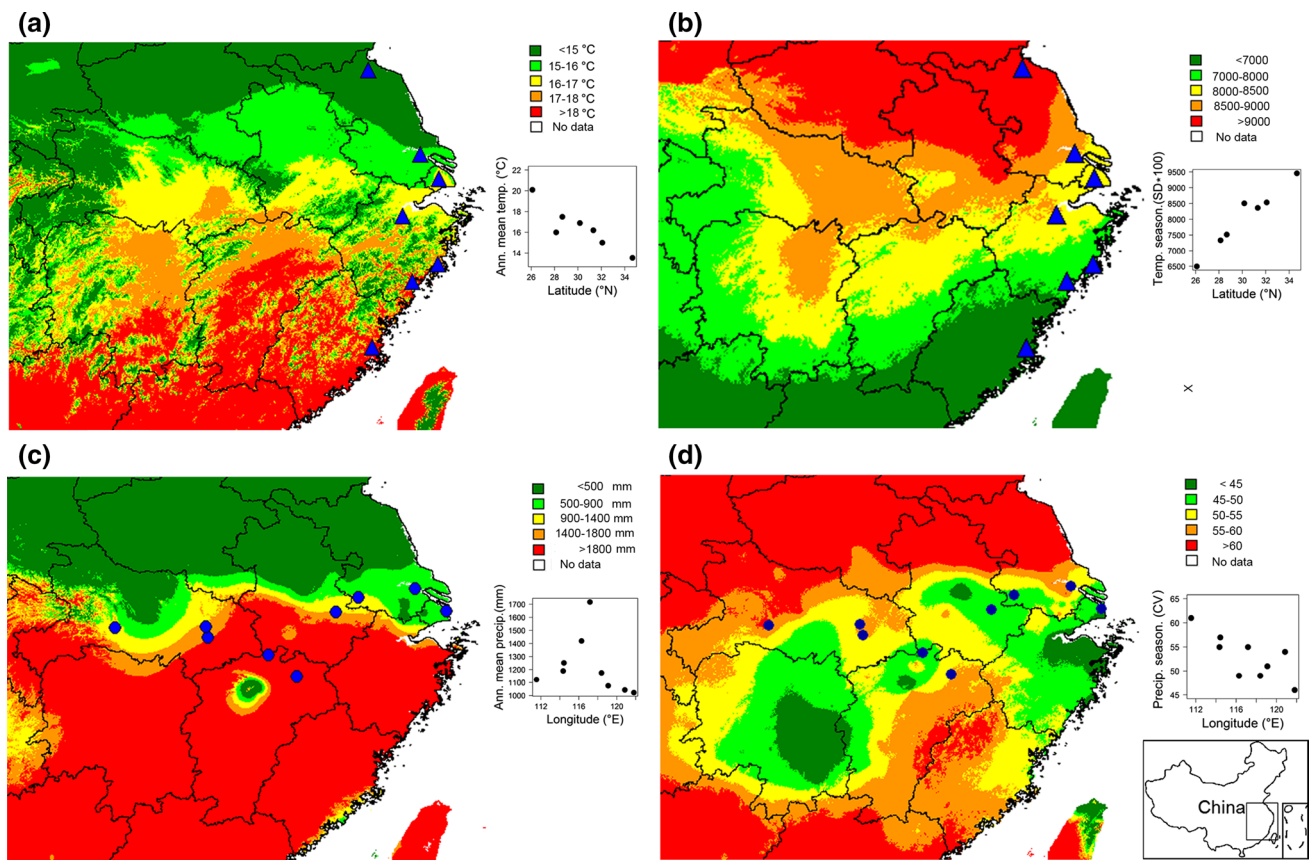 (a)
<15 °C
15-16 °C
16-17 °C
17-18 °C
>18 °C
No data
Ann. mean temp. (°C)
22
20
18
16
14
26 28 30 32 34
Latitude (°N)
(b)
<7000
7000-8000
8000-8500
8500-9000
>9000
No data
Temp. season.(SD*100)
9500
9000
8500
8000
7500
7000
6500
26 28 30 32 34
Latitude (°N)
X
(c)
<500 mm
500-900 mm
900-1400 mm
1400-1800 mm
>1800 mm
No data
Ann. mean precip.(mm)
1700
1600
1500
1400
1300
1200
1100
1000
112 114 116 118 120
Longitude (°E)
(d)
< 45
45-50
50-55
55-60
>60
No data
Precip. season. (CV)
65
60
55
50
45
112 114 116 118 120
Longitude (°E)
China